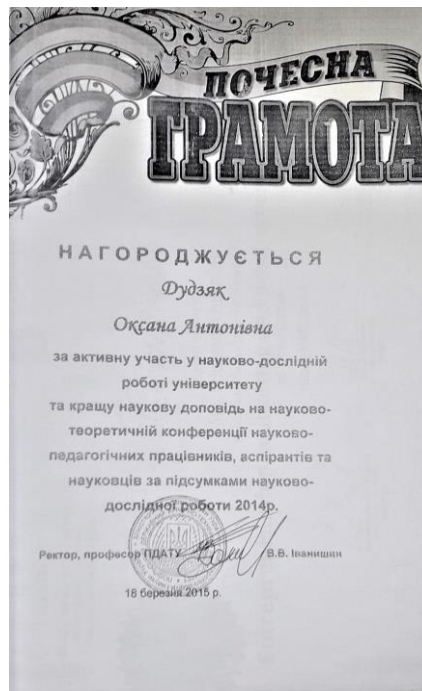 ПОЧЕСНА
ГРАМОТА
НАГОРОДЖУЄТЬСЯ
Дудзяк
Оксана Антонівна
за активну участь у науково-дослідній
роботі університету
та кращу наукову доповідь на науково-
теоретичній конференції науково-
педагогічних працівників, аспірантів та
науковців за підсумками науково-
дослідної роботи 2014р.
Ректор, професор ПДАТУ В.В. Іванишин
18 березня 2015 р.